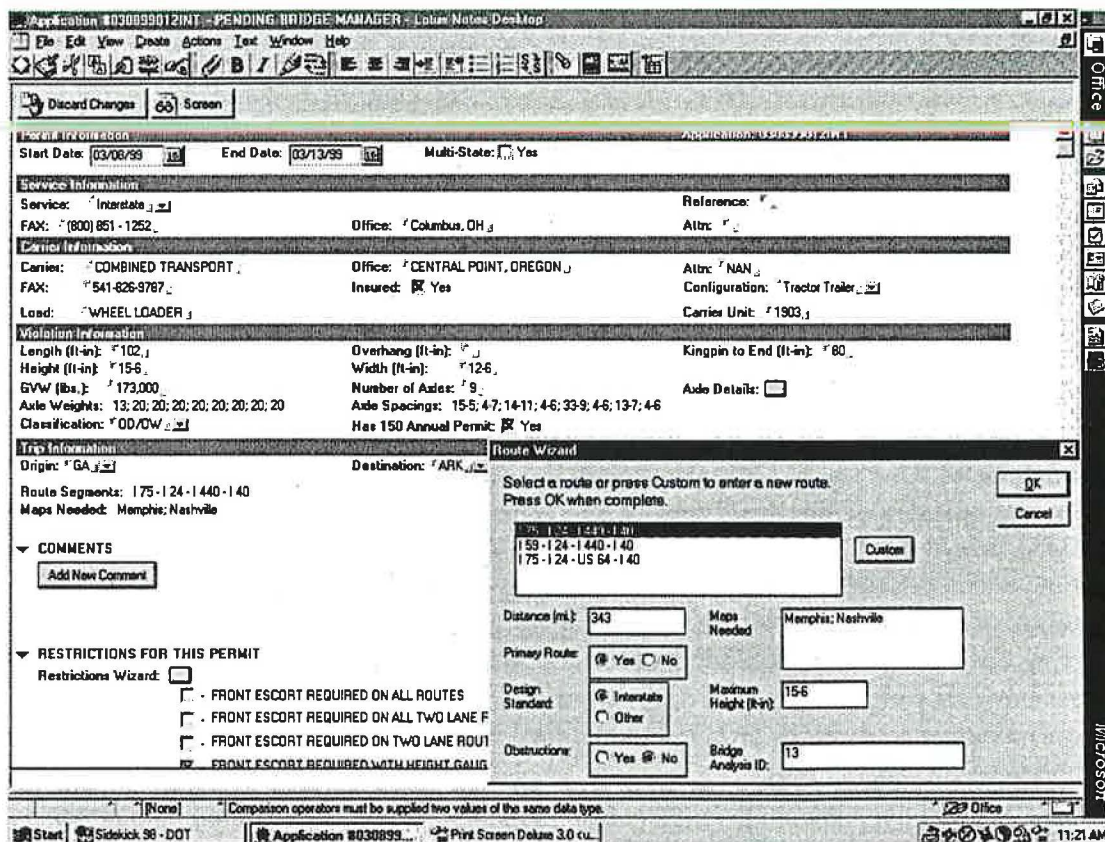 Application #030899012INT - PENDING BRIDGE MANAGER - Lotus Notes Desktop
File Edit View Create Actions Text Window Help
B I
Office
Discard Changes Screen
Permit Information Application: 030899012INT
Start Date: 03/08/99 16 End Date: 03/13/99 16 Multi-State: Yes
Service Information
Service: Interstate Reference:
FAX: (800) 851 - 1252 Office: Columbus, OH Attn:
Carrier Information
Carrier: COMBINED TRANSPORT Office: CENTRAL POINT, OREGON Attn: NAN
FAX: 541-826-9787 Insured: Yes Configuration: Tractor Trailer
Load: WHEEL LOADER Carrier Unit: 1903
Violation Information
Length (ft-in): 102 Overhang (ft-in): Kingpin to End (ft-in): 60
Height (ft-in): 15-6 Width (ft-in): 12-6
GVW (lbs.): 173,000 Number of Axles: 9 Axle Details:
Axle Weights: 13; 20; 20; 20; 20; 20; 20; 20; 20 Axle Spacings: 15-5; 4-7; 14-11; 4-6; 33-9; 4-6; 13-7; 4-6
Classification: OD/OW Has 150 Annual Permit: Yes
Trip Information
Origin: GA Destination: ARK
Route Segments: I 75 - I 24 - I 440 - I 40
Maps Needed: Memphis; Nashville
COMMENTS
Add New Comment
RESTRICTIONS FOR THIS PERMIT
Restrictions Wizard:
- FRONT ESCORT REQUIRED ON ALL ROUTES
- FRONT ESCORT REQUIRED ON ALL TWO LANE
- FRONT ESCORT REQUIRED ON TWO LANE
- FRONT ESCORT REQUIRED WITH HEIGHT
Route Wizard
Select a route or press Custom to enter a new route.
Press OK when complete.
OK
Cancel
I 75 - I 24 - I 440 - I 40
I 59 - I 24 - I 440 - I 40
I 75 - I 24 - US 64 - I 40
Custom
Distance (mi.): 343 Maps Needed Memphis; Nashville
Primary Route: Yes No
Design Standard: Interstate Other Maximum Height (ft-in): 15-6
Obstructions: Yes No Bridge Analysis ID: 13
Microsoft
[None] Comparison operators must be supplied two values of the same data type. Office
Start Sidekick 98 - DOT Application #030899... Print Screen Deluxe 3.0 cu... 11:21 AM